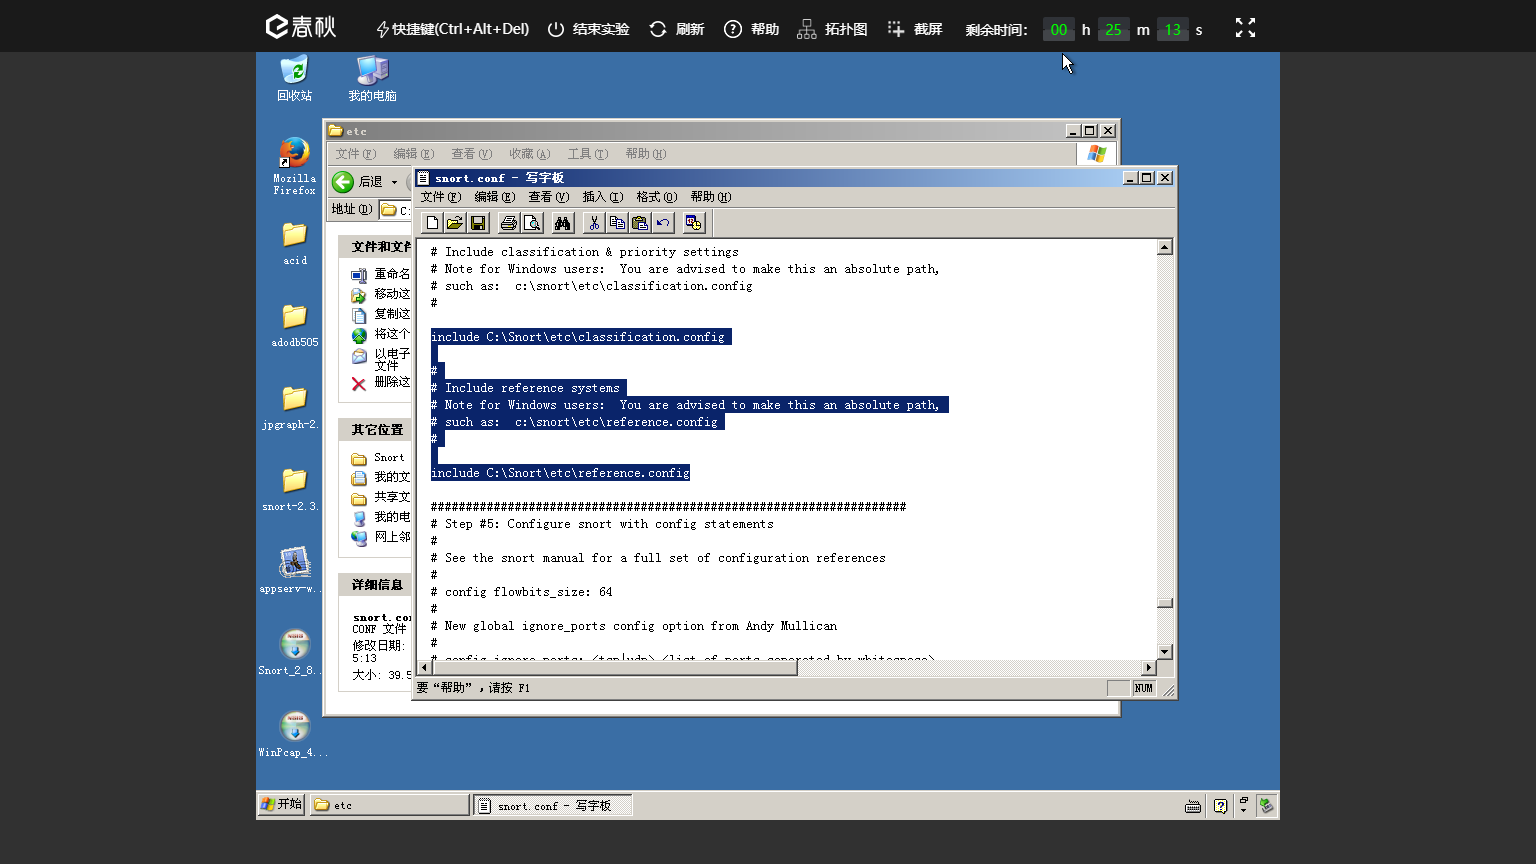 春秋 快捷键(Ctrl+Alt+Del) 结束实验 刷新 帮助 拓扑图 截屏 剩余时间: 00 h 25 m 13 s
回收站
我的电脑
Mozilla
Firefox
acid
adodb505
jpgraph-2.
snort-2.3.
appserv-w..
Snort_2_8..
WinPcap_4...
etc
文件(F) 编辑(E) 查看(V) 收藏(A) 工具(T) 帮助(H)
后退
地址(D) C:
文件和文件
重命名
移动这
复制这
将这个
以电子
文件
删除这
其它位置
Snort
我的文
共享文
我的电
网上邻
详细信息
snort.con
CONF 文件
修改日期:
5:13
大小: 39.5
snort.conf - 写字板
文件(F) 编辑(E) 查看(V) 插入(I) 格式(O) 帮助(H)
# Include classification & priority settings
# Note for Windows users:  You are advised to make this an absolute path,
# such as:  c:\snort\etc\classification.config
#
include C:\Snort\etc\classification.config
#
# Include reference systems
# Note for Windows users:  You are advised to make this an absolute path,
# such as:  c:\snort\etc\reference.config
#
include C:\Snort\etc\reference.config
####################################################################
# Step #5: Configure snort with config statements
#
# See the snort manual for a full set of configuration references
#
# config flowbits_size: 64
#
# New global ignore_ports config option from Andy Mullican
#
# config ignore_ports: <tcp|udp> <list of ports separated by whitespace>
要“帮助”，请按 F1
NUM
开始 etc snort.conf - 写字板